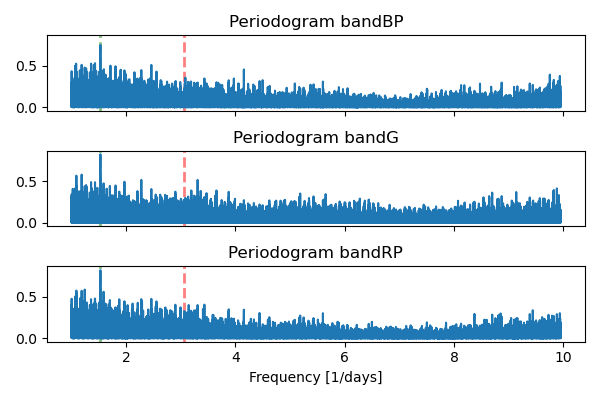 Periodogram bandBP
0.5
0.0
Periodogram bandG
0.5
0.0
Periodogram bandRP
0.5
0.0
2 4 6 8 10
Frequency [1/days]